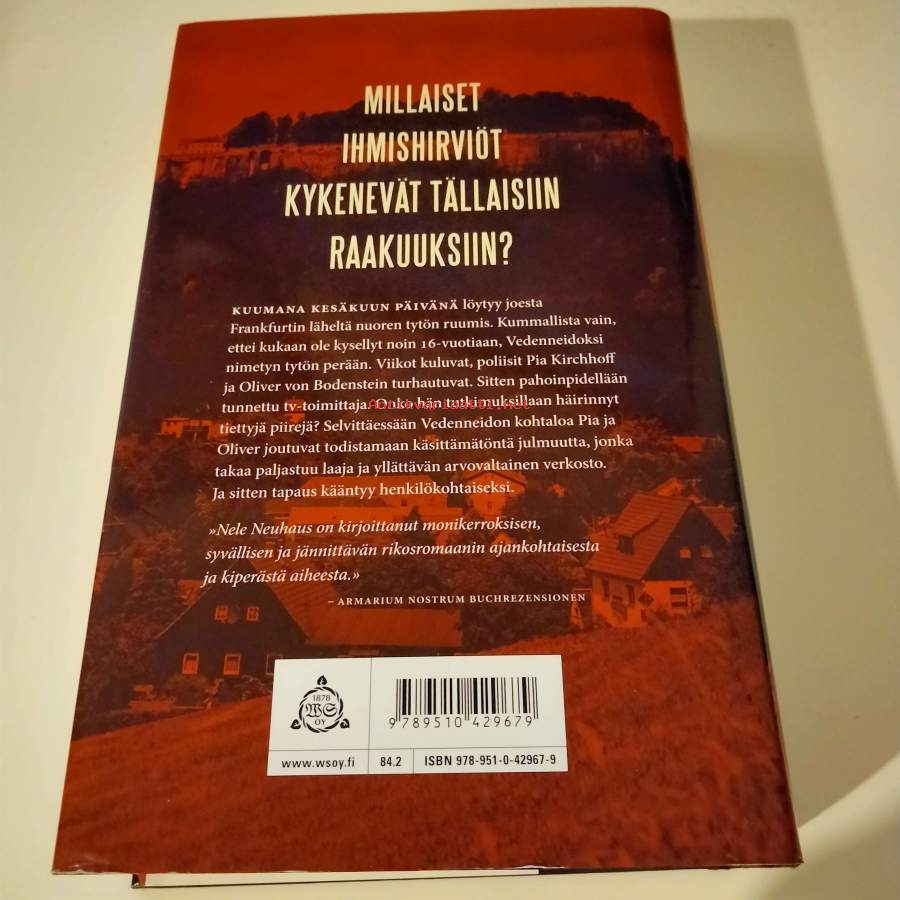 MILLAISET
IHMISHIRVIÖT
KYKENEVÄT TÄLLAISIIN
RAAKUUKSIIN?
KUUMANA KESÄKUUN PÄIVÄNÄ löytyy joesta
Frankfurtin läheltä nuoren tytön ruumis. Kummallista vain,
ettei kukaan ole kysellyt noin 16-vuotiaan, Vedenneidoksi
nimetyn tytön perään. Viikot kuluvat, poliisit Pia Kirchhoff
ja Oliver von Bodenstein turhautuvat. Sitten pahoinpidellään
tunnettu tv-toimittaja. Onko hän tutkimuksillaan häirinnyt
tiettyjä piirejä? Selvittäessään Vedenneidon kohtaloa Pia ja
Oliver joutuvat todistamaan käsittämätöntä julmuutta, jonka
takaa paljastuu laaja ja yllättävän arvovaltainen verkosto.
Ja sitten tapaus kääntyy henkilökohtaiseksi.
»Nele Neuhaus on kirjoittanut monikerroksisen,
syvällisen ja jännittävän rikosromaanin ajankohtaisesta
ja kiperästä aiheesta.»
– ARMARIUM NOSTRUM BUCHREZENSIONEN
1878
WS
OY
9 789510 429679
www.wsoy.fi 84.2 ISBN 978-951-0-42967-9